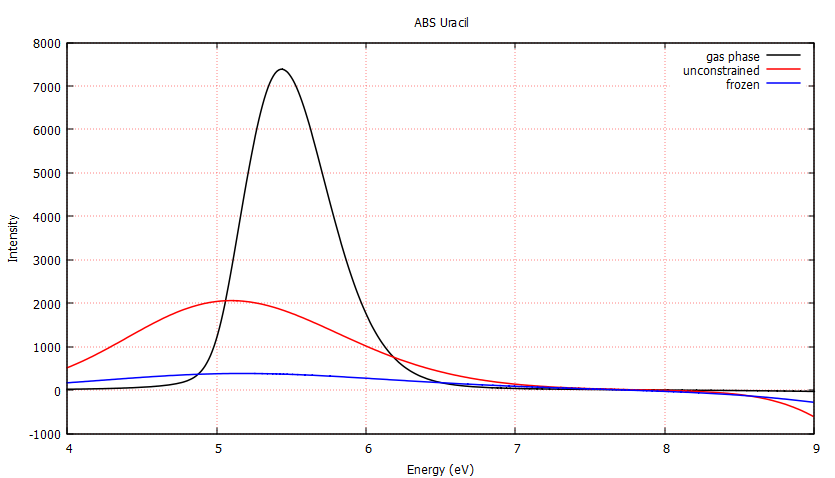 ABS Uracil
8000
7000
6000
5000
4000
3000
2000
1000
0
-1000
Intensity
gas phase
unconstrained
frozen
4 5 6 7 8 9
Energy (eV)